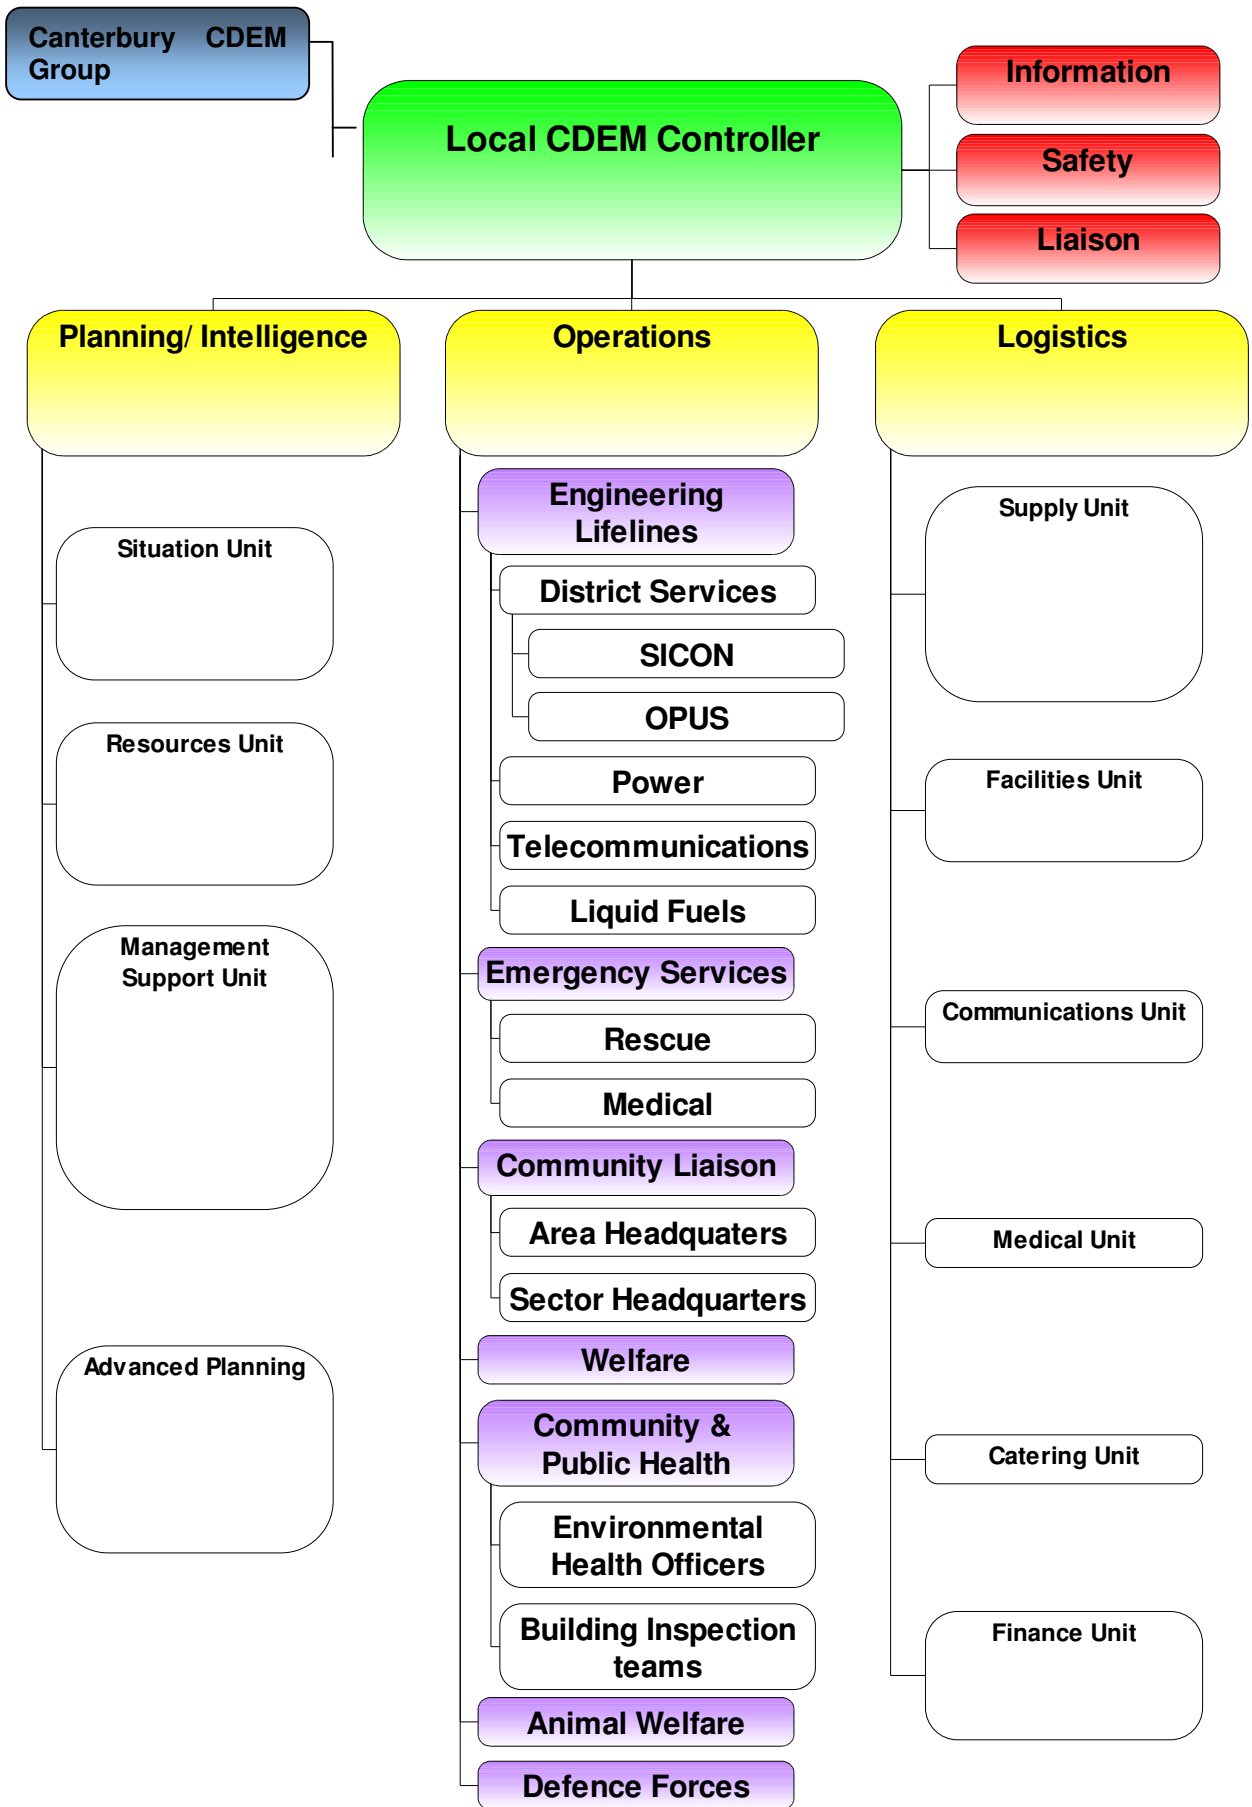 Canterbury CDEM
Group
Local CDEM Controller
Information
Safety
Liaison
Planning/ Intelligence
Situation Unit
Resources Unit
Management
Support Unit
Advanced Planning
Operations
Engineering
Lifelines
District Services
SICON
OPUS
Power
Telecommunications
Liquid Fuels
Emergency Services
Rescue
Medical
Community Liaison
Area Headquaters
Sector Headquarters
Welfare
Community &
Public Health
Environmental
Health Officers
Building Inspection
teams
Animal Welfare
Defence Forces
Logistics
Supply Unit
Facilities Unit
Communications Unit
Medical Unit
Catering Unit
Finance Unit